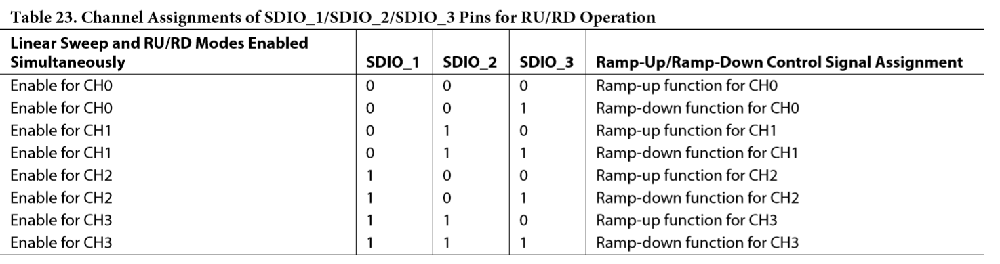 Table 23. Channel Assignments of SDIO_1/SDIO_2/SDIO_3 Pins for RU/RD Operation
Linear Sweep and RU/RD Modes Enabled
Simultaneously SDIO_1 SDIO_2 SDIO_3 Ramp-Up/Ramp-Down Control Signal Assignment
Enable for CH0 0 0 0 Ramp-up function for CH0
Enable for CH0 0 0 1 Ramp-down function for CH0
Enable for CH1 0 1 0 Ramp-up function for CH1
Enable for CH1 0 1 1 Ramp-down function for CH1
Enable for CH2 1 0 0 Ramp-up function for CH2
Enable for CH2 1 0 1 Ramp-down function for CH2
Enable for CH3 1 1 0 Ramp-up function for CH3
Enable for CH3 1 1 1 Ramp-down function for CH3